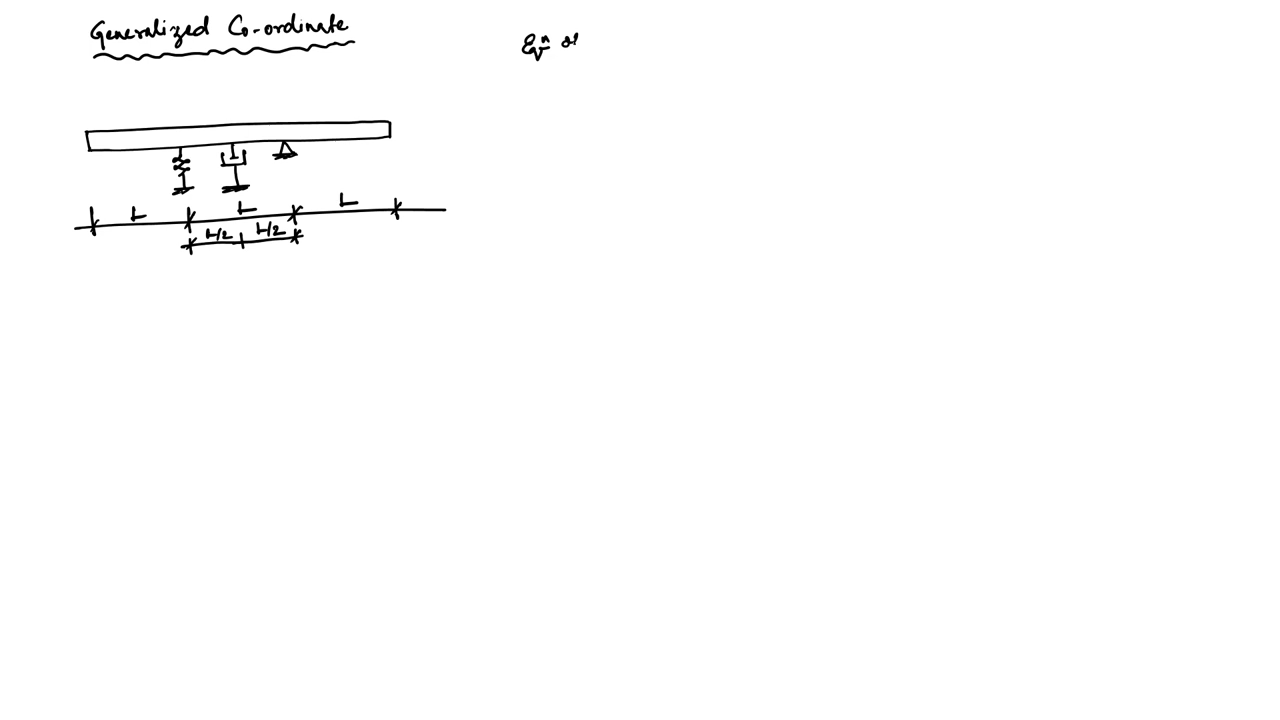 Generalized Co-ordinate
Eqⁿ of
L L L
L/2 L/2